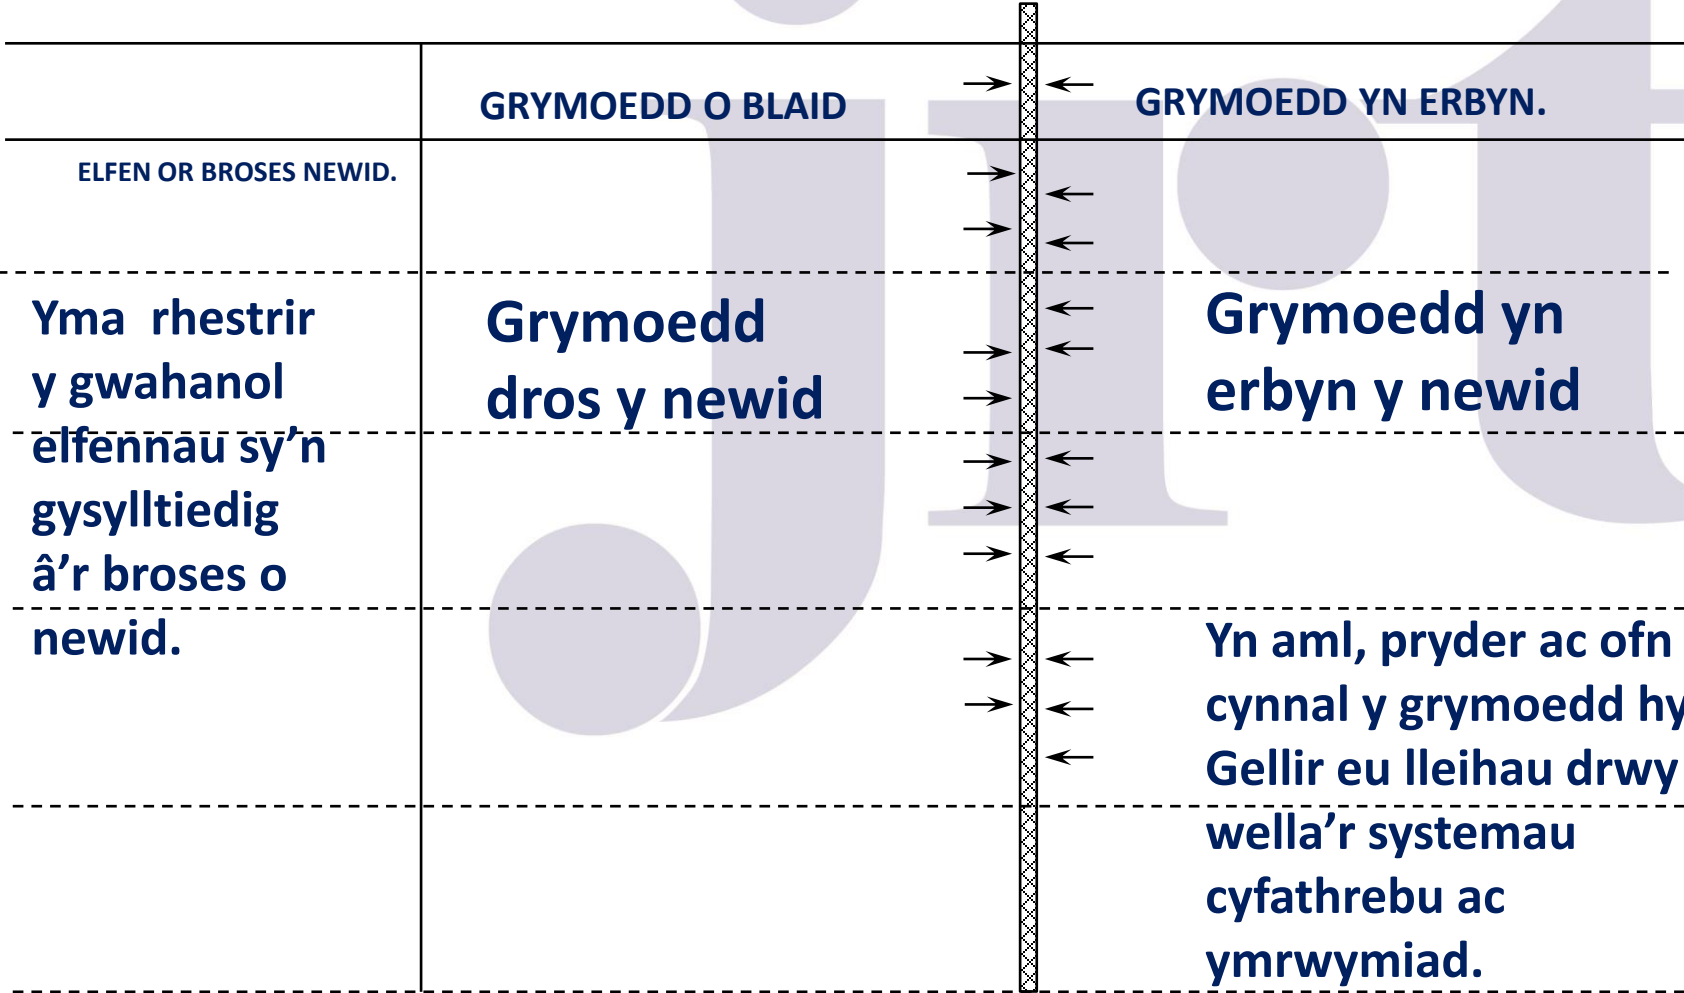 GRYMOEDD O BLAID
GRYMOEDD YN ERBYN.
ELFEN OR BROSES NEWID.
Yma rhestrir
y gwahanol
elfennau sy’n
gysylltiedig
â’r broses o
newid.
Grymoedd
dros y newid
Grymoedd yn
erbyn y newid
Yn aml, pryder ac ofn
cynnal y grymoedd
Gellir eu lleihau drwy
wella’r systemau
cyfathrebu ac
ymrwymiad.
jrt